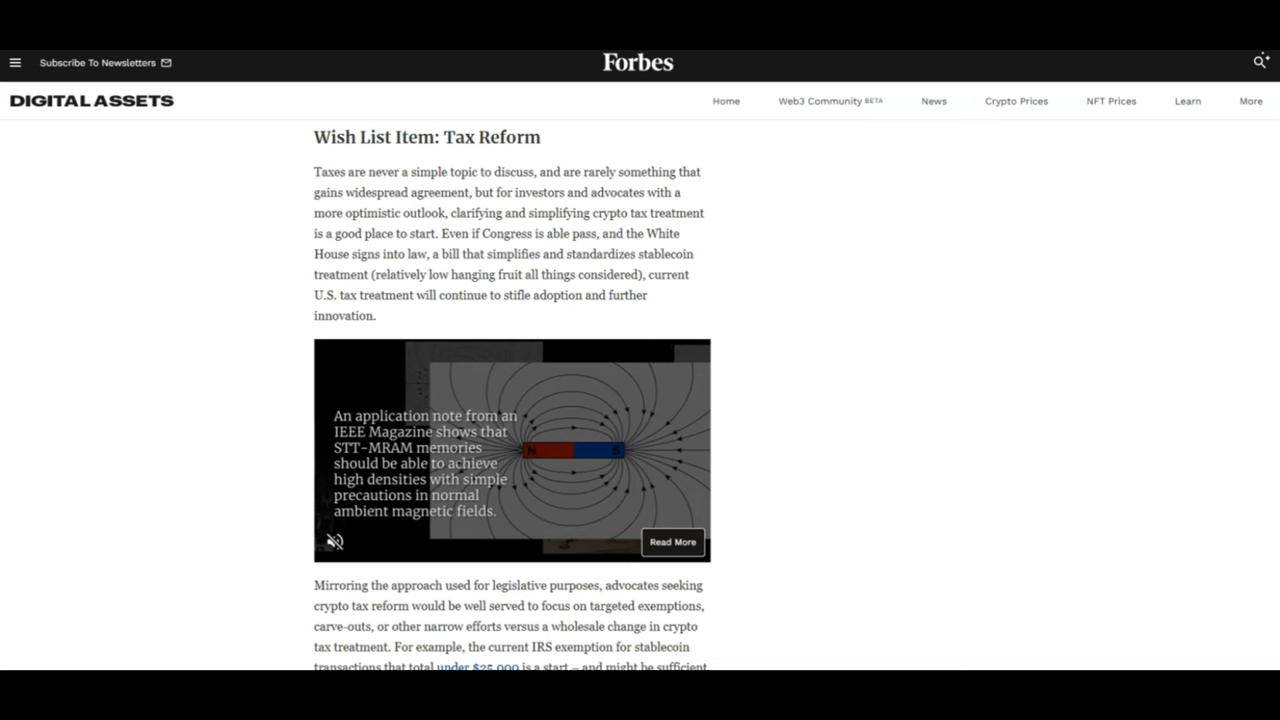 Subscribe To Newsletters
Forbes
DIGITAL ASSETS
Home
Web3 Community BETA
News
Crypto Prices
NFT Prices
Learn
More
Wish List Item: Tax Reform
Taxes are never a simple topic to discuss, and are rarely something that
gains widespread agreement, but for investors and advocates with a
more optimistic outlook, clarifying and simplifying crypto tax treatment
is a good place to start. Even if Congress is able pass, and the White
House signs into law, a bill that simplifies and standardizes stablecoin
treatment (relatively low hanging fruit all things considered), current
U.S. tax treatment will continue to stifle adoption and further
innovation.
An application note from an
IEEE Magazine shows that
STT-MRAM memories
should be able to achieve
high densities with simple
precautions in normal
ambient magnetic fields.
N
S
Read More
Mirroring the approach used for legislative purposes, advocates seeking
crypto tax reform would be well served to focus on targeted exemptions,
carve-outs, or other narrow efforts versus a wholesale change in crypto
tax treatment. For example, the current IRS exemption for stablecoin
transactions that total under $25,000 is a start – and might be sufficient